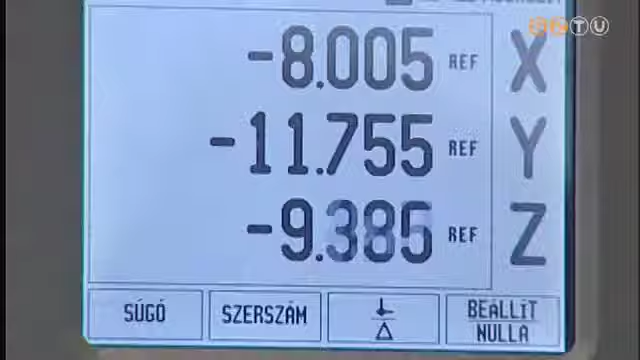 -8.005 REF X
-11.755 REF Y
-9.385 REF Z
SÚGÓ
SZERSZÁM
BEÁLLÍT
NULLA